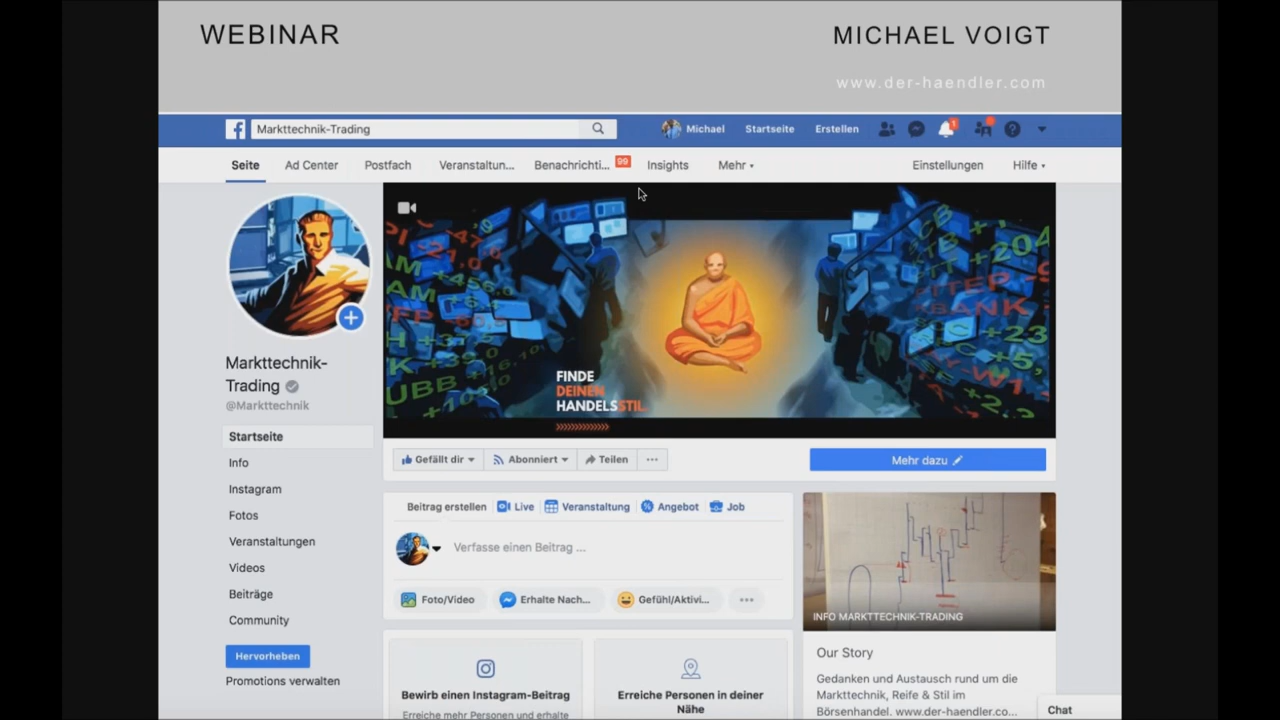 WEBINAR
MICHAEL VOIGT
www.der-haendler.com
Markttechnik-Trading
Michael
Startseite
Erstellen
1
Seite
Ad Center
Postfach
Veranstaltun...
Benachrichti...
99
Insights
Mehr
Einstellungen
Hilfe
Markttechnik-
Trading
@Markttechnik
Startseite
Info
Instagram
Fotos
Veranstaltungen
Videos
Beiträge
Community
Hervorheben
Promotions verwalten
FINDE
DEINEN
HANDELSSTIL
Gefällt dir
Abonniert
Teilen
Mehr dazu
Beitrag erstellen
Live
Veranstaltung
Angebot
Job
Verfasse einen Beitrag ...
Foto/Video
Erhalte Nach...
Gefühl/Aktivi...
Bewirb einen Instagram-Beitrag
Erreiche mehr Personen und erhalte
Erreiche Personen in deiner
Nähe
INFO MARKTTECHNIK-TRADING
Our Story
Gedanken und Austausch rund um die
Markttechnik, Reife & Stil im
Börsenhandel. www.der-haendler.co...
Chat